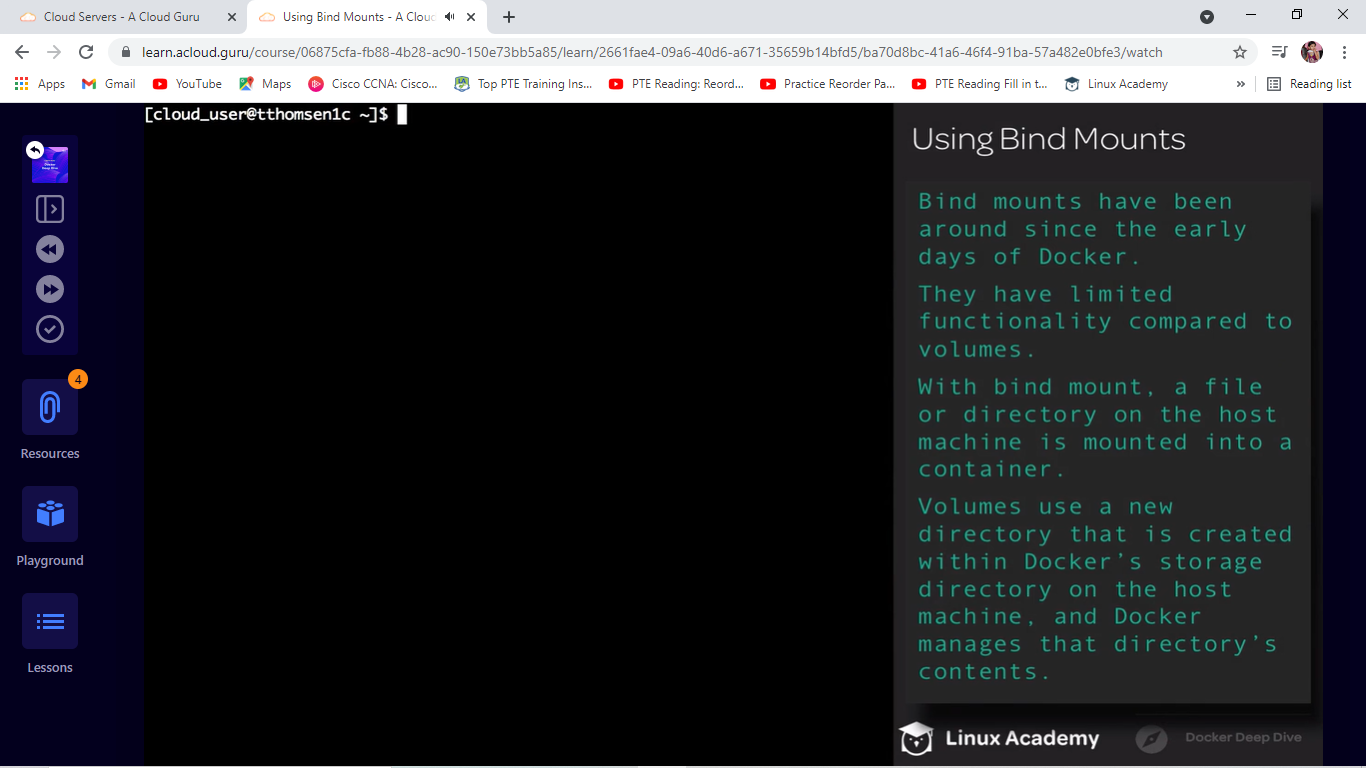 Cloud Servers - A Cloud Guru
Using Bind Mounts - A Clouc
learn.acloud.guru/course/06875cfa-fb88-4b28-ac90-150e73bb5a85/learn/2661fae4-09a6-40d6-a671-35659b14bfd5/ba70d8bc-41a6-46f4-91ba-57a482e0bfe3/watch
Apps Gmail YouTube Maps Cisco CCNA: Cisco... Top PTE Training Ins... PTE Reading: Reord... Practice Reorder Pa... PTE Reading Fill in t... Linux Academy » Reading list
[cloud_user@tthomsen1c ~]$
Docker
Deep Dive
4
Resources
Playground
Lessons
Using Bind Mounts
Bind mounts have been
around since the early
days of Docker.
They have limited
functionality compared to
volumes.
With bind mount, a file
or directory on the host
machine is mounted into a
container.
Volumes use a new
directory that is created
within Docker’s storage
directory on the host
machine, and Docker
manages that directory’s
contents.
Linux Academy
Docker Deep Dive